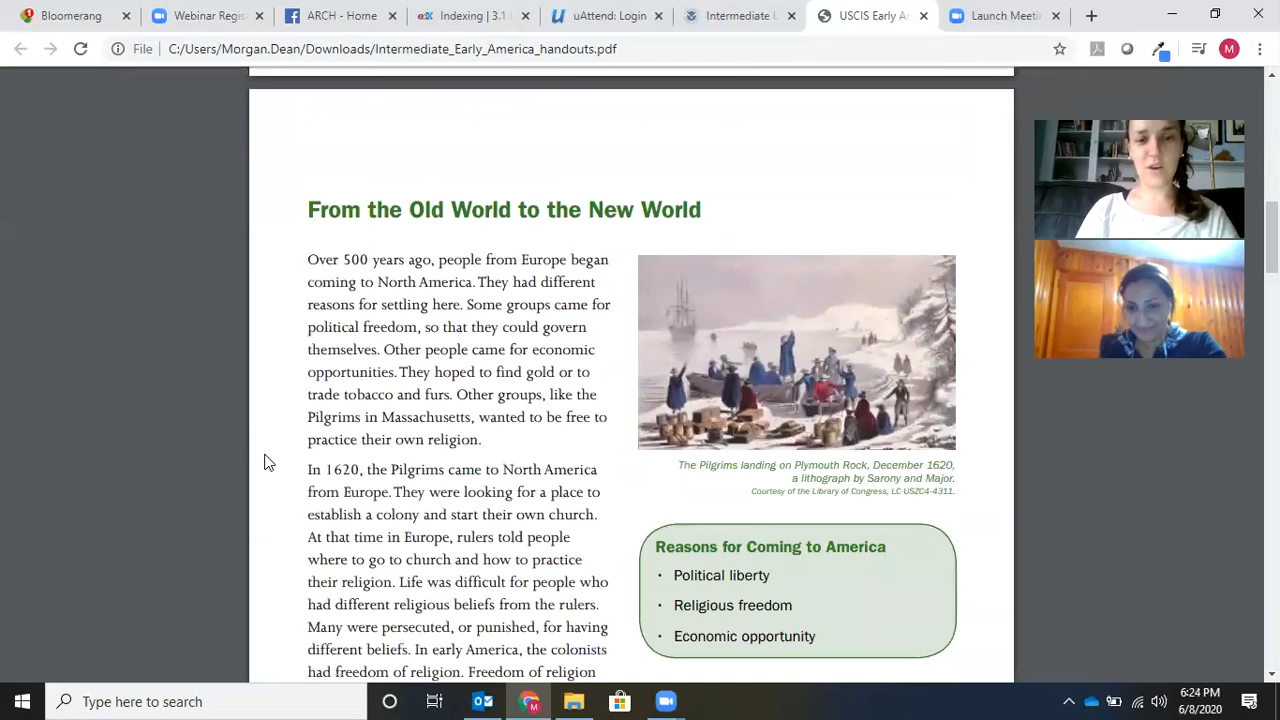 Bloomerang
Webinar Regis
ARCH - Home
Indexing | 3.1
uAttend: Login
Intermediate L
USCIS Early A
Launch Meeti
File
C:/Users/Morgan.Dean/Downloads/Intermediate_Early_America_handouts.pdf
M
From the Old World to the New World
Over 500 years ago, people from Europe began
coming to North America. They had different
reasons for settling here. Some groups came for
political freedom, so that they could govern
themselves. Other people came for economic
opportunities. They hoped to find gold or to
trade tobacco and furs. Other groups, like the
Pilgrims in Massachusetts, wanted to be free to
practice their own religion.
In 1620, the Pilgrims came to North America
from Europe. They were looking for a place to
establish a colony and start their own church.
At that time in Europe, rulers told people
where to go to church and how to practice
their religion. Life was difficult for people who
had different religious beliefs from the rulers.
Many were persecuted, or punished, for having
different beliefs. In early America, the colonists
had freedom of religion. Freedom of religion
The Pilgrims landing on Plymouth Rock, December 1620,
a lithograph by Sarony and Major.
Courtesy of the Library of Congress, LC-USZC4-4311.
Reasons for Coming to America
· Political liberty
· Religious freedom
· Economic opportunity
Type here to search
6:24 PM
6/8/2020